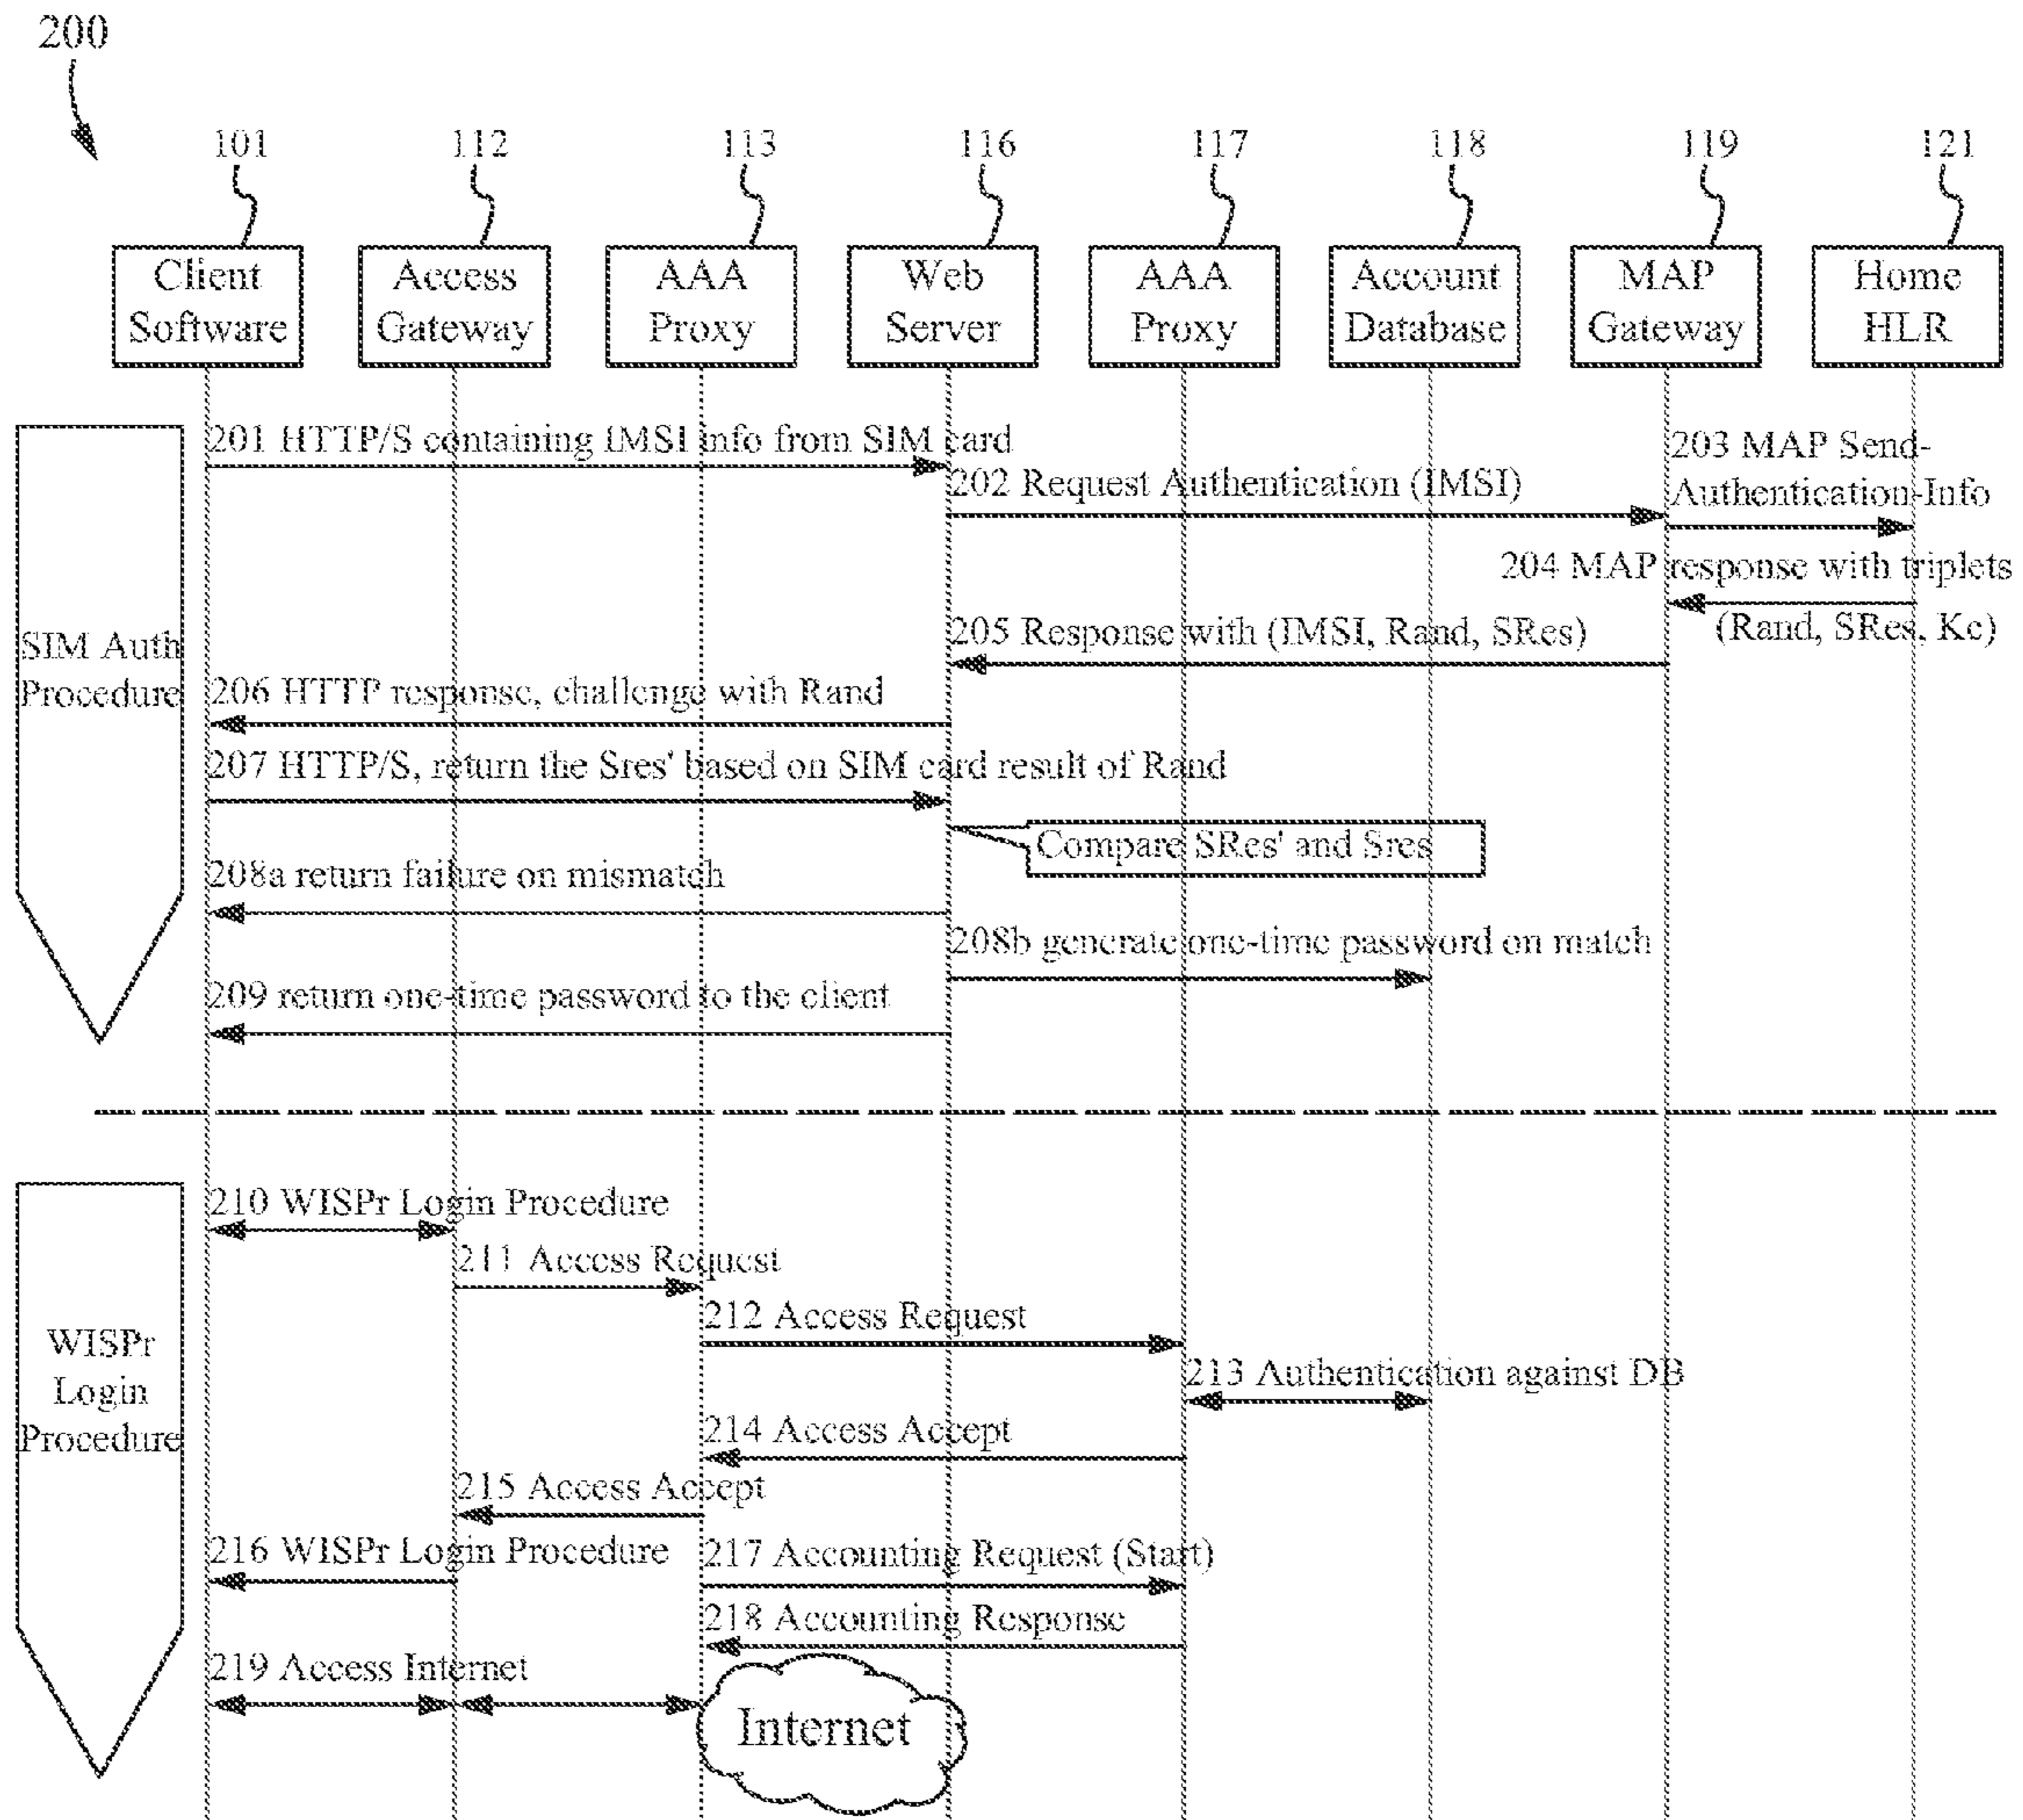 200
101
112
113
116
117
118
119
121
Client
Software
Access
Gateway
AAA
Proxy
Web
Server
AAA
Proxy
Account
Database
MAP
Gateway
Home
HLR
SIM Auth
Procedure
201 HTTP/S containing IMSI info from SIM card
202 Request Authentication (IMSI)
203 MAP Send-
Authentication-Info
204 MAP response with triplets
(Rand, SRes, Kc)
205 Response with (IMSI, Rand, SRes)
206 HTTP response, challenge with Rand
207 HTTP/S, return the Sres' based on SIM card result of Rand
Compare SRes' and Sres
208a return failure on mismatch
208b generate one-time password on match
209 return one-time password to the client
WISPr
Login
Procedure
210 WISPr Login Procedure
211 Access Request
212 Access Request
213 Authentication against DB
214 Access Accept
215 Access Accept
216 WISPr Login Procedure
217 Accounting Request (Start)
218 Accounting Response
219 Access Internet
Internet